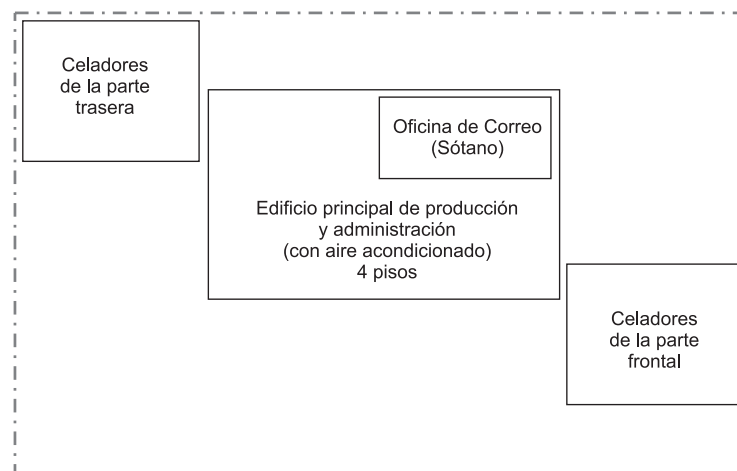 Celadores
de la parte
trasera
Oficina de Correo
(Sótano)
Edificio principal de producción
y administración
(con aire acondicionado)
4 pisos
Celadores
de la parte
frontal